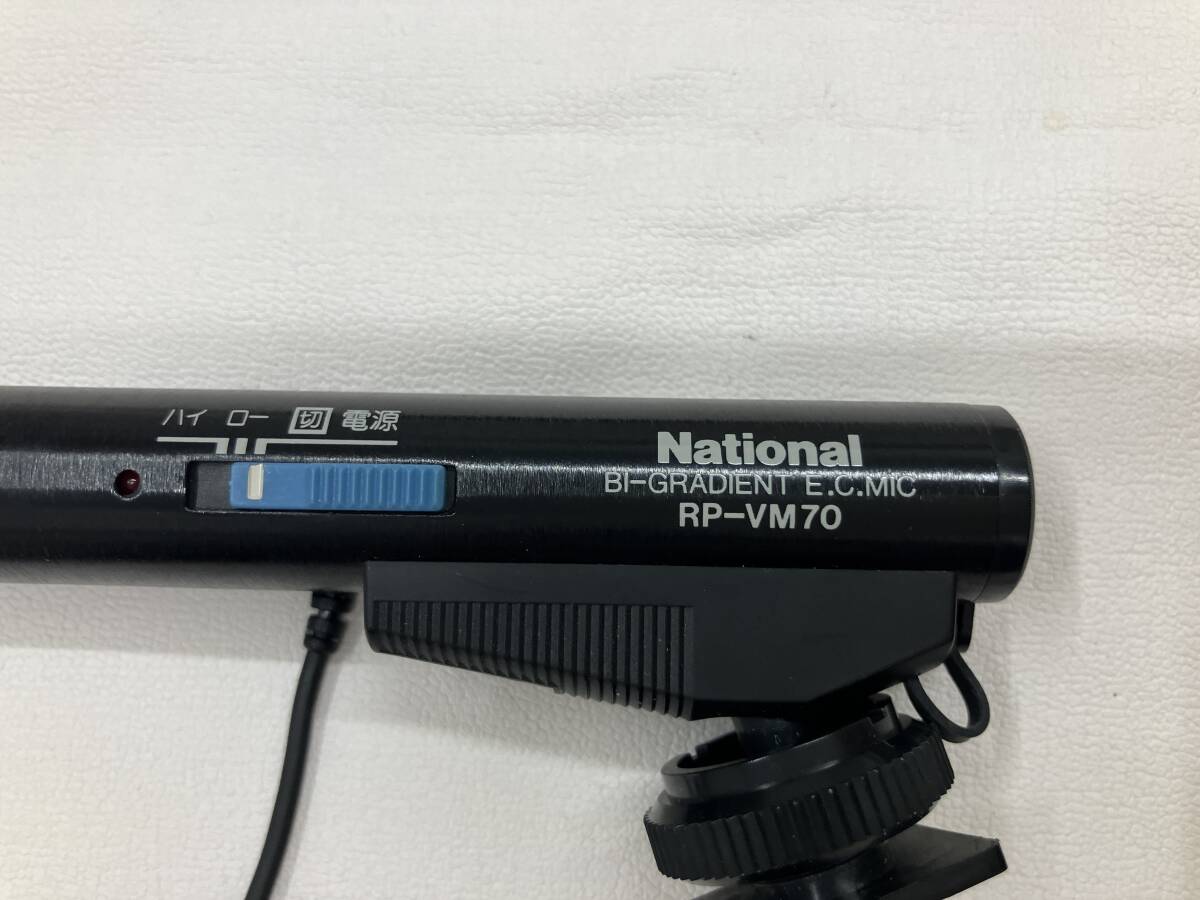 ハイ ロー 切 電源
National
BI-GRADIENT E.C.MIC
RP-VM70